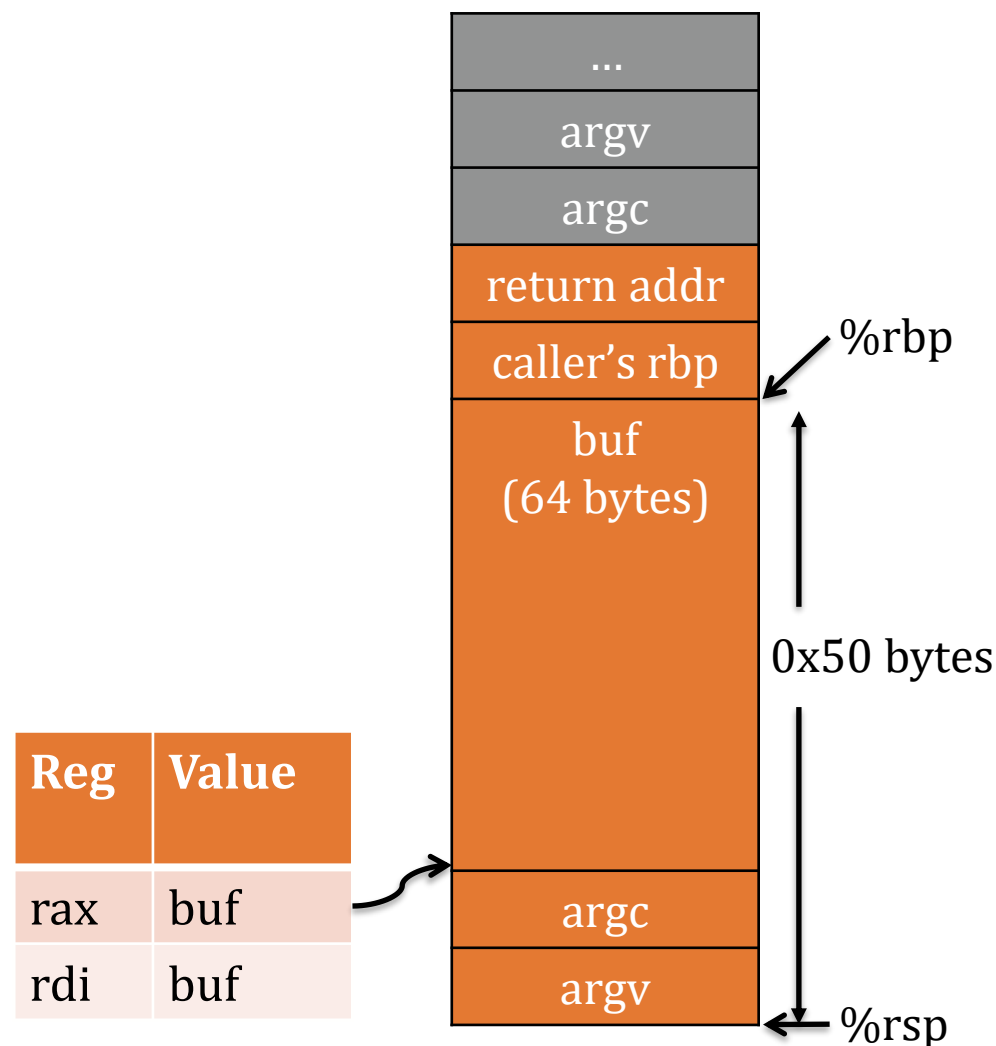 ...
argv
argc
return addr
caller’s rbp
%rbp
buf
(64 bytes)
0x50 bytes
Reg Value
rax buf
rdi buf
argc
argv
%rsp